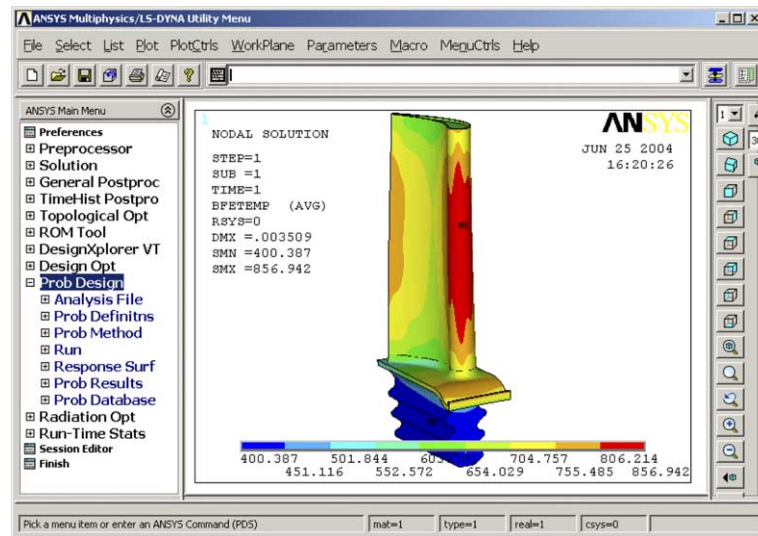 ANSYS Multiphysics/LS-DYNA Utility Menu
File Select List Plot PlotCtrls WorkPlane Parameters Macro MenuCtrls Help
ANSYS Main Menu
Preferences
Preprocessor
Solution
General Postproc
TimeHist Postpro
Topological Opt
ROM Tool
DesignXplorer VT
Design Opt
Prob Design
Analysis File
Prob Definitns
Prob Method
Run
Response Surf
Prob Results
Prob Database
Radiation Opt
Run-Time Stats
Session Editor
Finish
1
NODAL SOLUTION
STEP=1
SUB =1
TIME=1
BFETEMP (AVG)
RSYS=0
DMX =.003509
SMN =400.387
SMX =856.942
ANSYS
JUN 25 2004
16:20:26
MX
400.387 501.844 704.757 806.214
451.116 552.572 654.029 755.485 856.942
1
Pick a menu item or enter an ANSYS Command (PDS) mat=1 type=1 real=1 csys=0